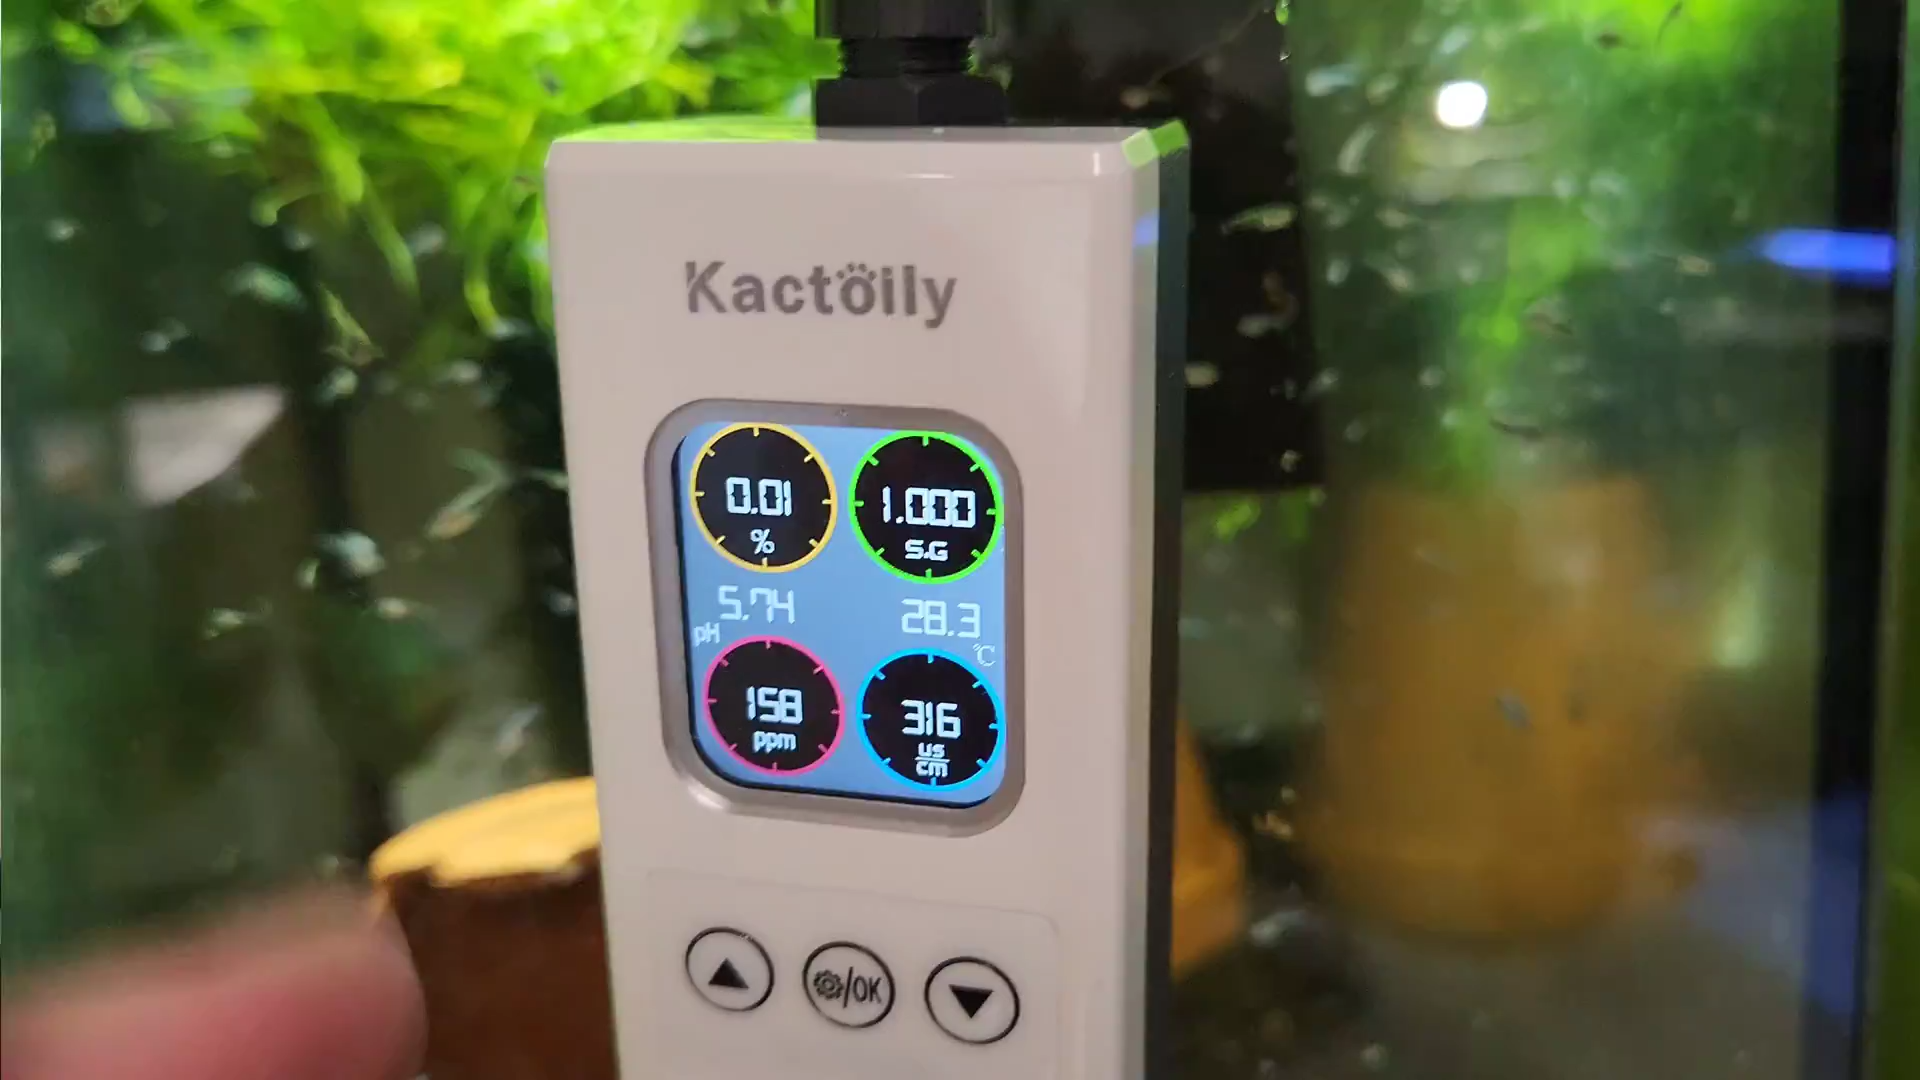 Kactoily
0.01
%
1.000
S.G
5.74
pH
28.3
℃
158
ppm
316
us
cm
/OK